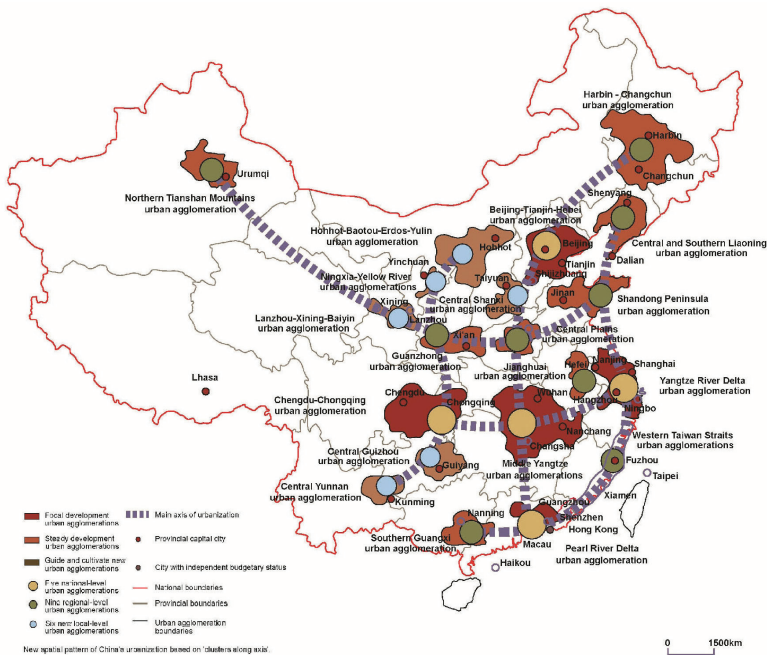 Harbin - Changchun
urban agglomeration
Harbin
Changchun
Urumqi
Northern Tianshan Mountains
urban agglomeration
Shenyang
Beijing-Tianjin-Hebei
urban agglomeration
Hohhot-Baotou-Erdos-Yulin
urban agglomeration
Hohhot
Beijing
Central and Southern Liaoning
urban agglomeration
Yinchuan
Tianjin
Dalian
Ningxia-Yellow River
urban agglomerations
Taiyuan
Shijizhuang
Jinan
Xining
Central Shanxi
urban agglomeration
Shandong Peninsula
urban agglomeration
Lanzhou-Xining-Baiyin
urban agglomeration
Lanzhou
Xi'an
Central Plains
urban agglomeration
Guanzhong
urban agglomeration
Jianghuai
urban agglomeration
Hefei
Nanjing
Shanghai
Lhasa
Chengdu-Chongqing
urban agglomeration
Chengdu
Chongqing
Wuhan
Hangzhou
Ningbo
Yangtze River Delta
urban agglomeration
Nanchang
Changsha
Western Taiwan Straits
urban agglomerations
Central Guizhou
urban agglomeration
Guiyang
Middle Yangtze
urban agglomerations
Fuzhou
Taipei
Central Yunnan
urban agglomeration
Kunming
Xiamen
Nanning
Guangzhou
Shenzhen
Hong Kong
Southern Guangxi
urban agglomeration
Macau
Pearl River Delta
urban agglomeration
Haikou
Focal development
urban agglomerations
Steady development
urban agglomerations
Guide and cultivate new
urban agglomerations
Five national-level
urban agglomerations
Nine regional-level
urban agglomerations
Six new local-level
urban agglomerations
Main axis of urbanization
Provincial capital city
City with independent budgetary status
National boundaries
Provincial boundaries
Urban agglomeration
boundaries
New spatial pattern of China's urbanization based on 'clusters along axis'.
0 1500km